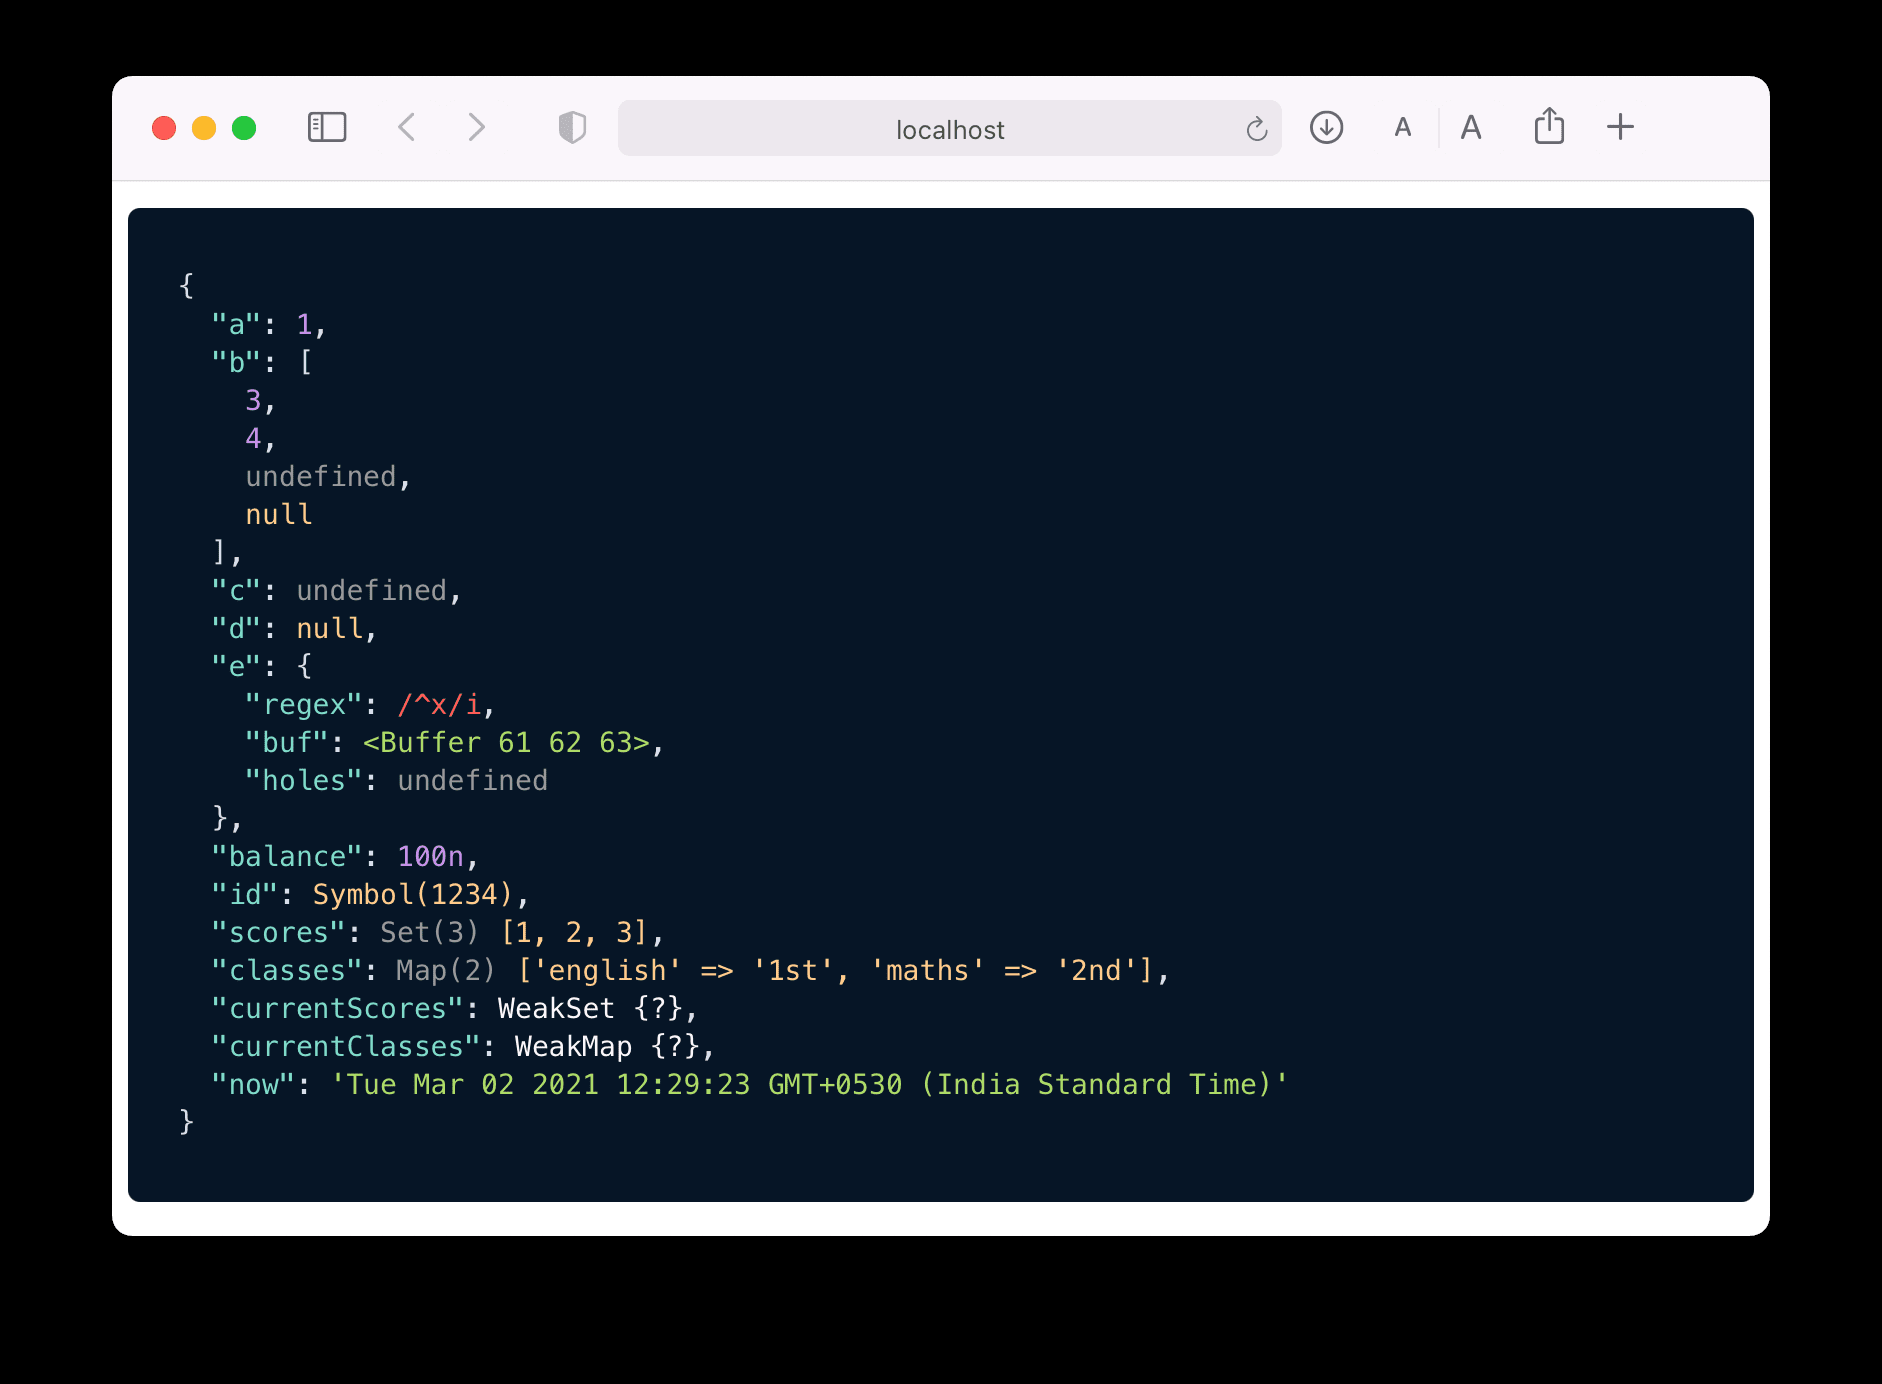 localhost
A A
{
  "a": 1,
  "b": [
    3,
    4,
    undefined,
    null
  ],
  "c": undefined,
  "d": null,
  "e": {
    "regex": /^x/i,
    "buf": <Buffer 61 62 63>,
    "holes": undefined
  },
  "balance": 100n,
  "id": Symbol(1234),
  "scores": Set(3) [1, 2, 3],
  "classes": Map(2) ['english' => '1st', 'maths' => '2nd'],
  "currentScores": WeakSet {?},
  "currentClasses": WeakMap {?},
  "now": 'Tue Mar 02 2021 12:29:23 GMT+0530 (India Standard Time)'
}